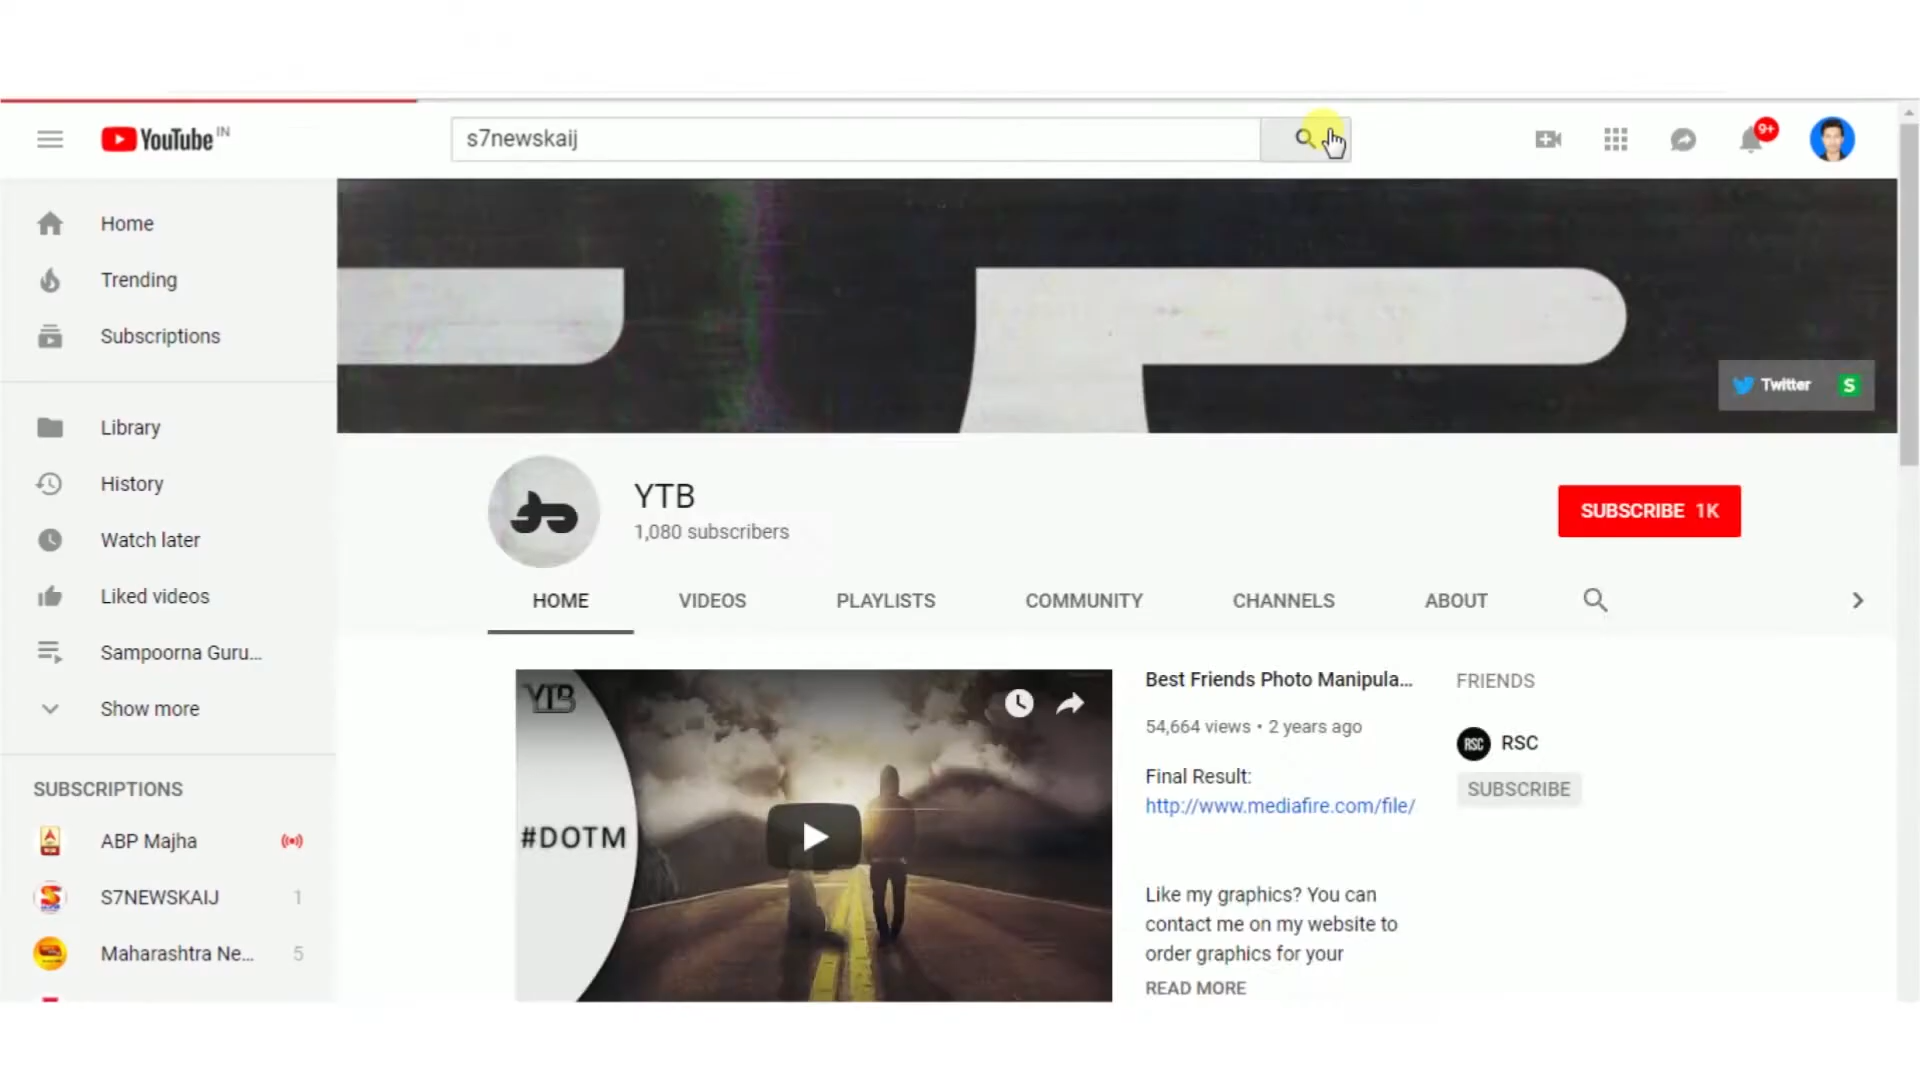 YouTube IN
s7newskaij
9+
Home
Trending
Subscriptions
Library
History
Watch later
Liked videos
Sampoorna Guru...
Show more
SUBSCRIPTIONS
ABP Majha
S7NEWSKAIJ 1
Maharashtra Ne... 5
Twitter S
YTB
1,080 subscribers
SUBSCRIBE 1K
HOME VIDEOS PLAYLISTS COMMUNITY CHANNELS ABOUT
YTB
#DOTM
Best Friends Photo Manipula...
54,664 views • 2 years ago
Final Result:
http://www.mediafire.com/file/
Like my graphics? You can
contact me on my website to
order graphics for your
READ MORE
FRIENDS
RSC RSC
SUBSCRIBE